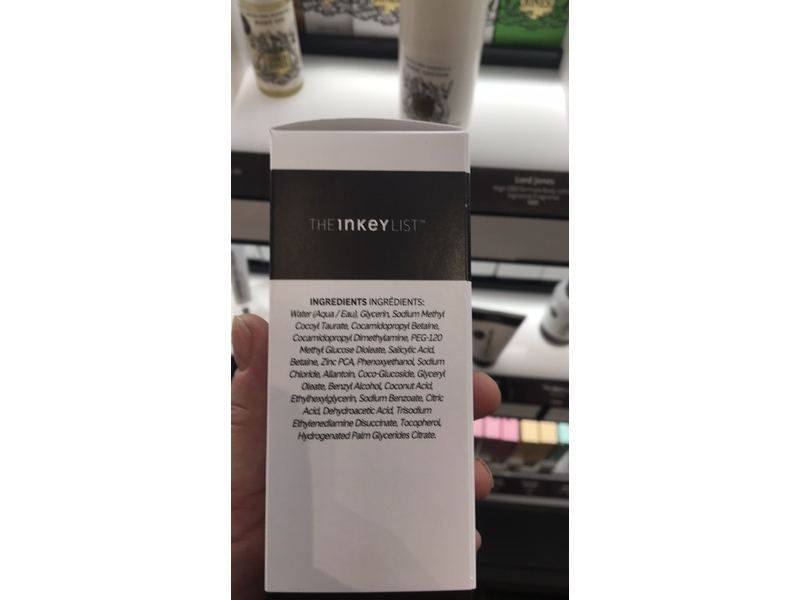 Lord Jones
THE INKEY LIST™
INGREDIENTS INGRÉDIENTS:
Water (Aqua / Eau), Glycerin, Sodium Methyl
Cocoyl Taurate, Cocamidopropyl Betaine,
Cocamidopropyl Dimethylamine, PEG-120
Methyl Glucose Dioleate, Salicylic Acid,
Betaine, Zinc PCA, Phenoxyethanol, Sodium
Chloride, Allantoin, Coco-Glucoside, Glyceryl
Oleate, Benzyl Alcohol, Coconut Acid,
Ethylhexylglycerin, Sodium Benzoate, Citric
Acid, Dehydroacetic Acid, Trisodium
Ethylenediamine Disuccinate, Tocopherol,
Hydrogenated Palm Glycerides Citrate.